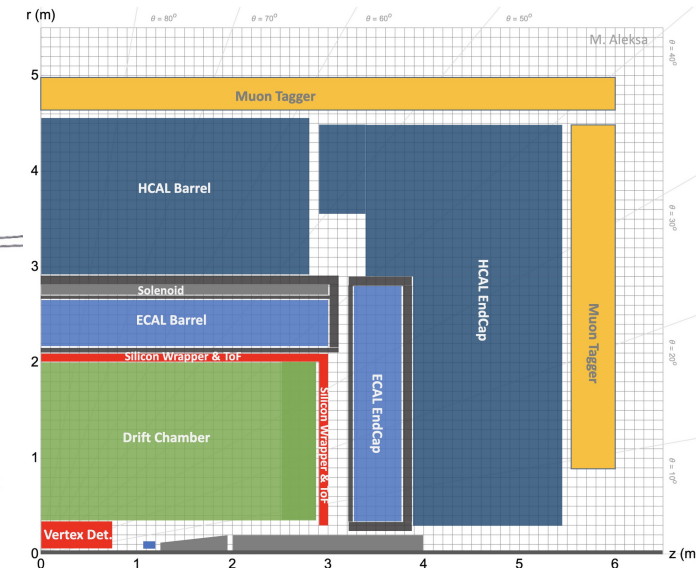 r (m)
θ = 80⁰
θ = 70⁰
θ = 60⁰
θ = 50⁰
M. Aleksa
θ = 40⁰
5
Muon Tagger
4
HCAL Barrel
θ = 30⁰
3
HCAL EndCap
Solenoid
ECAL Barrel
Muon Tagger
Silicon Wrapper & ToF
θ = 20⁰
2
Silicon Wrapper & ToF
ECAL EndCap
Drift Chamber
1
θ = 10⁰
Vertex Det.
0
0
1
2
3
4
5
6
z (m